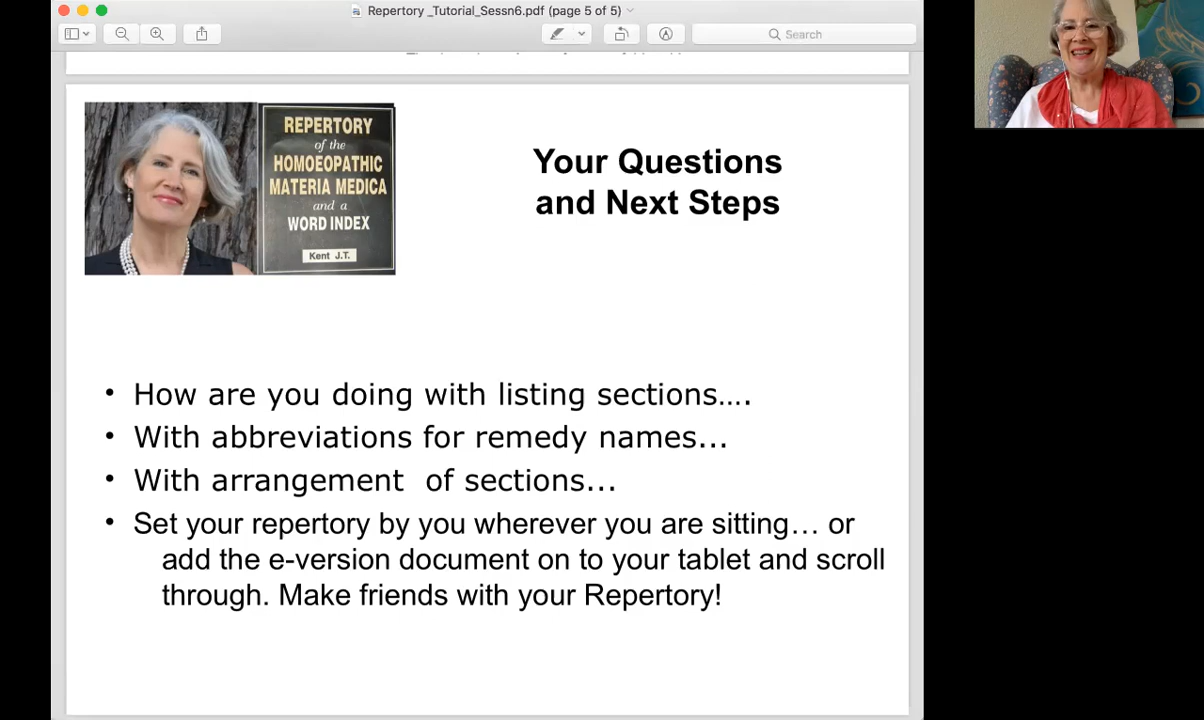 Repertory _Tutorial_Sessn6.pdf (page 5 of 5)
Search
REPERTORY
of the
HOMOEOPATHIC
MATERIA MEDICA
and a
WORD INDEX
Kent J.T.
Your Questions
and Next Steps
• How are you doing with listing sections….
• With abbreviations for remedy names...
• With arrangement of sections...
• Set your repertory by you wherever you are sitting… or
add the e-version document on to your tablet and scroll
through. Make friends with your Repertory!